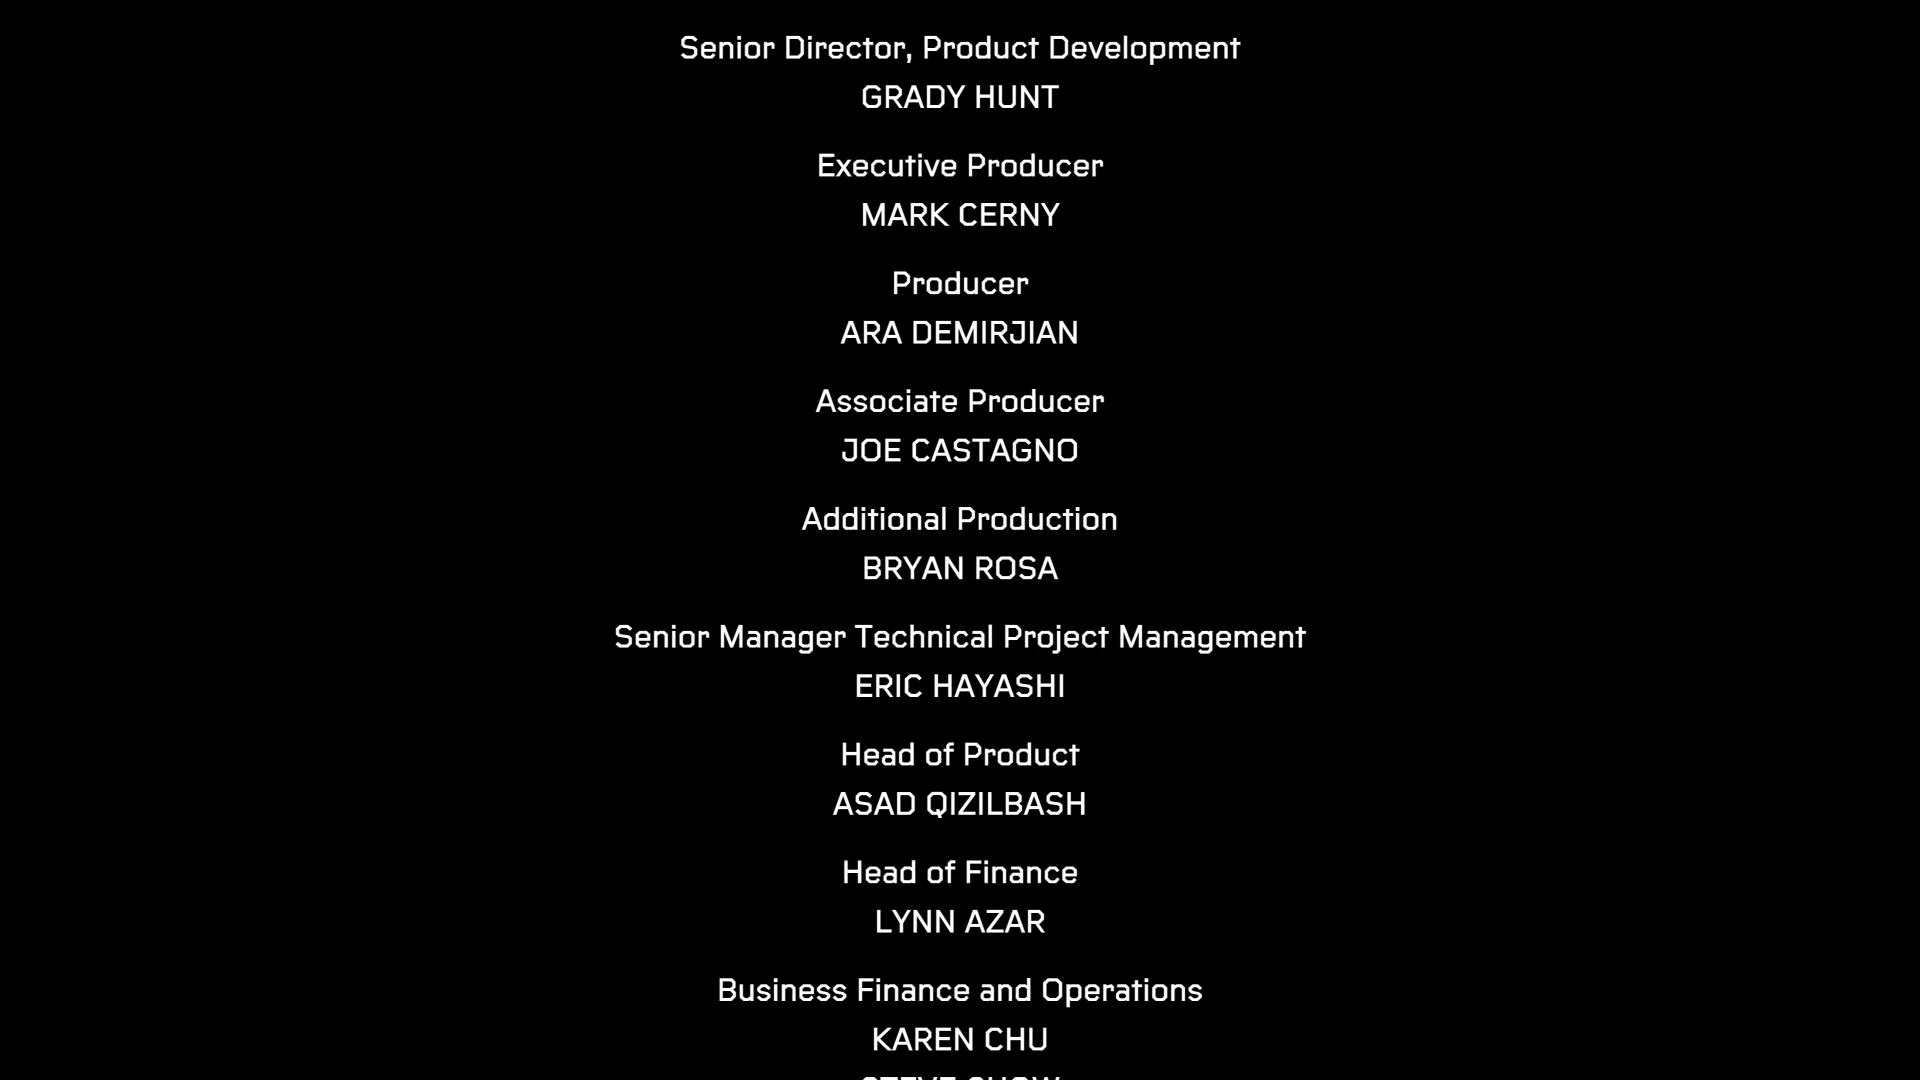 Senior Director, Product Development
GRADY HUNT
Executive Producer
MARK CERNY
Producer
ARA DEMIRJIAN
Associate Producer
JOE CASTAGNO
Additional Production
BRYAN ROSA
Senior Manager Technical Project Management
ERIC HAYASHI
Head of Product
ASAD QIZILBASH
Head of Finance
LYNN AZAR
Business Finance and Operations
KAREN CHU